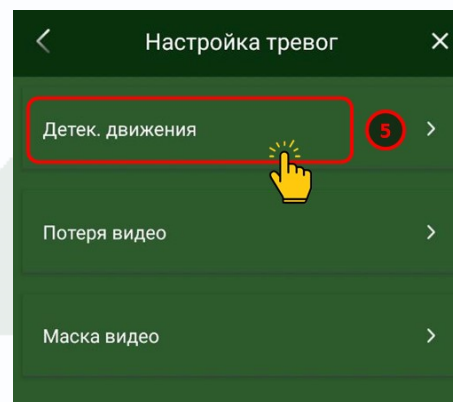 Настройка тревог
Детек. движения
5
Потеря видео
Маска видео